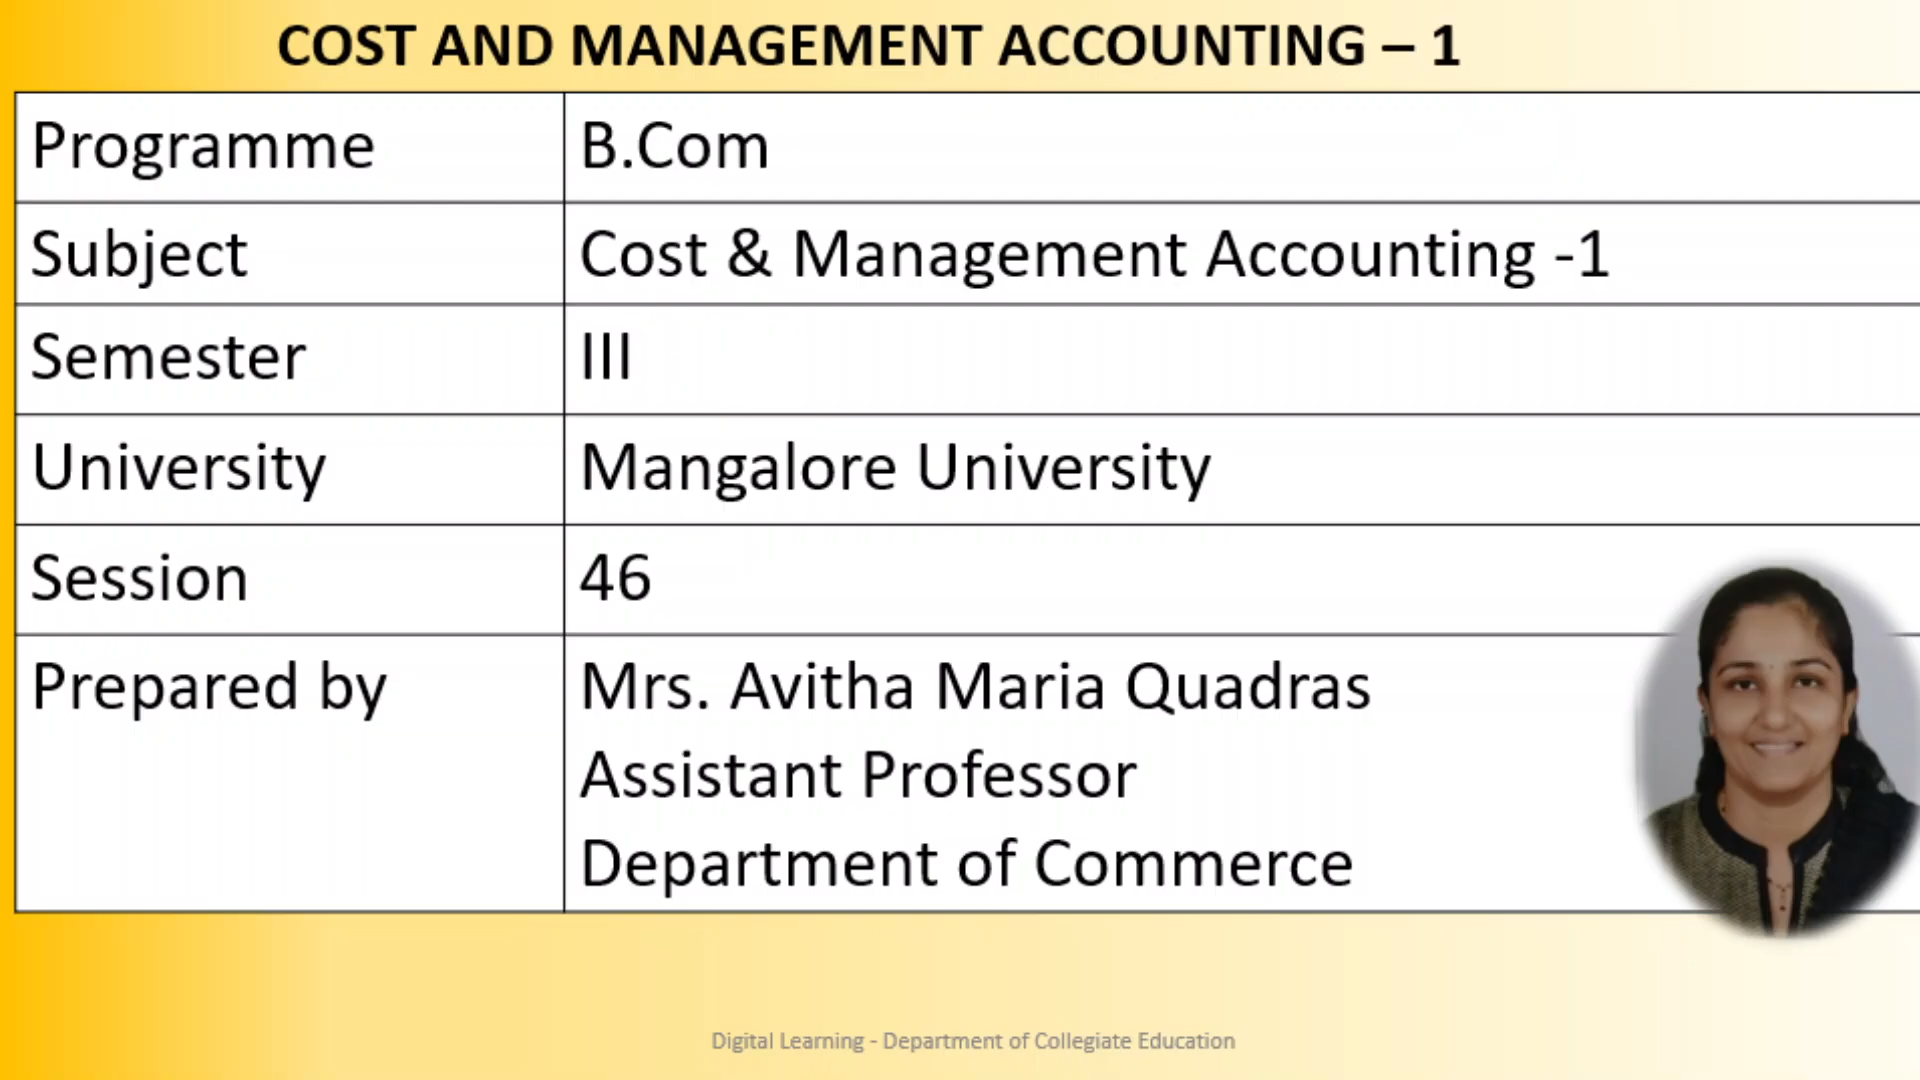 COST AND MANAGEMENT ACCOUNTING – 1
Programme B.Com
Subject Cost & Management Accounting -1
Semester III
University Mangalore University
Session 46
Prepared by Mrs. Avitha Maria Quadras
Assistant Professor
Department of Commerce
Digital Learning - Department of Collegiate Education